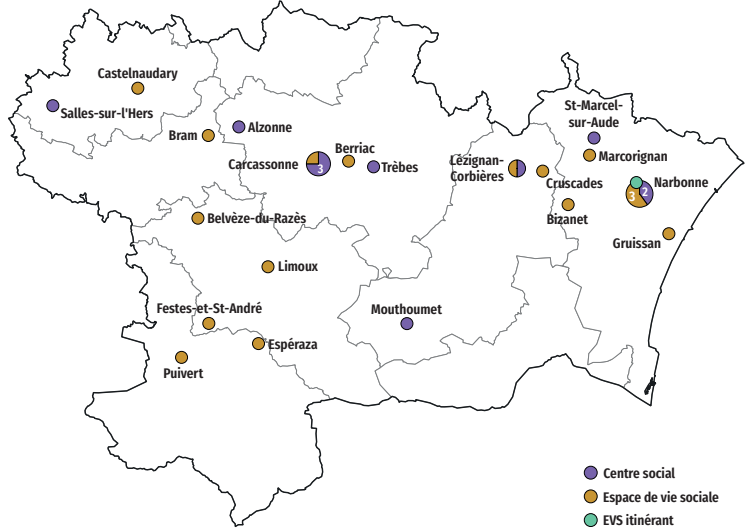 Castelnaudary
Salles-sur-l'Hers
Bram
Alzonne
Carcassonne
3
Berriac
Trèbes
Lézignan-
Corbières
Cruscades
St-Marcel-
sur-Aude
Marcorignan
Narbonne
3
2
Bizanet
Gruissan
Belvèze-du-Razès
Limoux
Festes-et-St-André
Espéraza
Puivert
Mouthoumet
Centre social
Espace de vie sociale
EVS itinérant